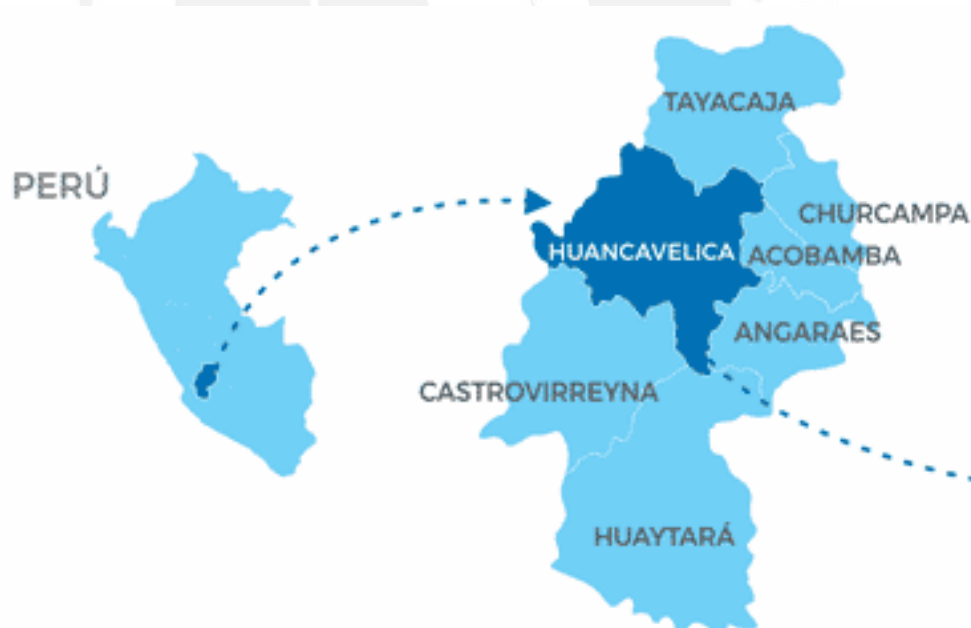 PERÚ
TAYACAJA
CHURCAMPA
HUANCAVELICA
ACOBAMBA
ANGARAES
CASTROVIRREYNA
HUAYTARÁ